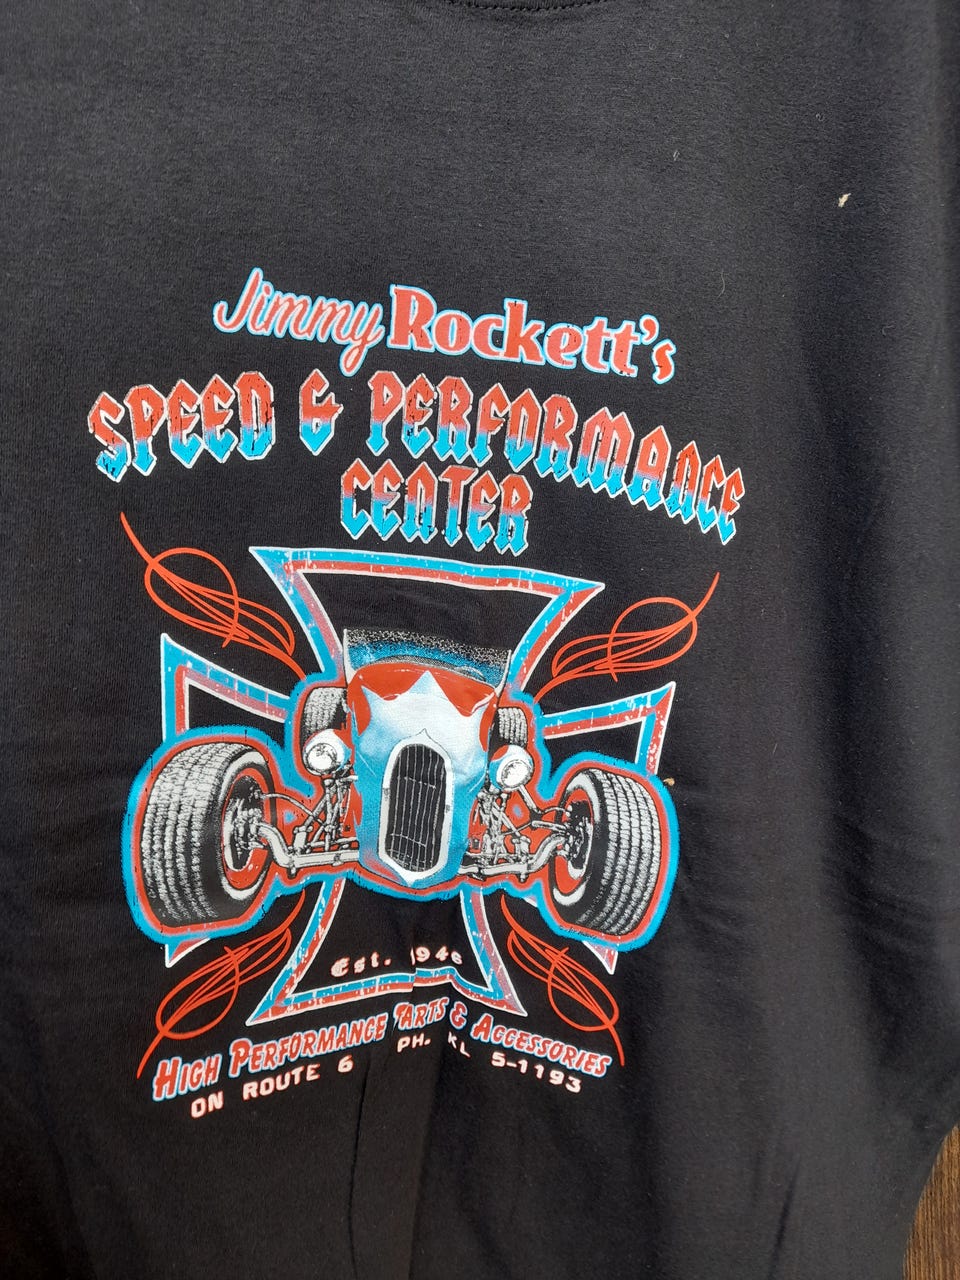 Jimmy Rockett's
SPEED & PERFORMANCE
CENTER
Est. 1946
HIGH PERFORMANCE PARTS & ACCESSORIES
ON ROUTE 6 PH. KL 5-1193